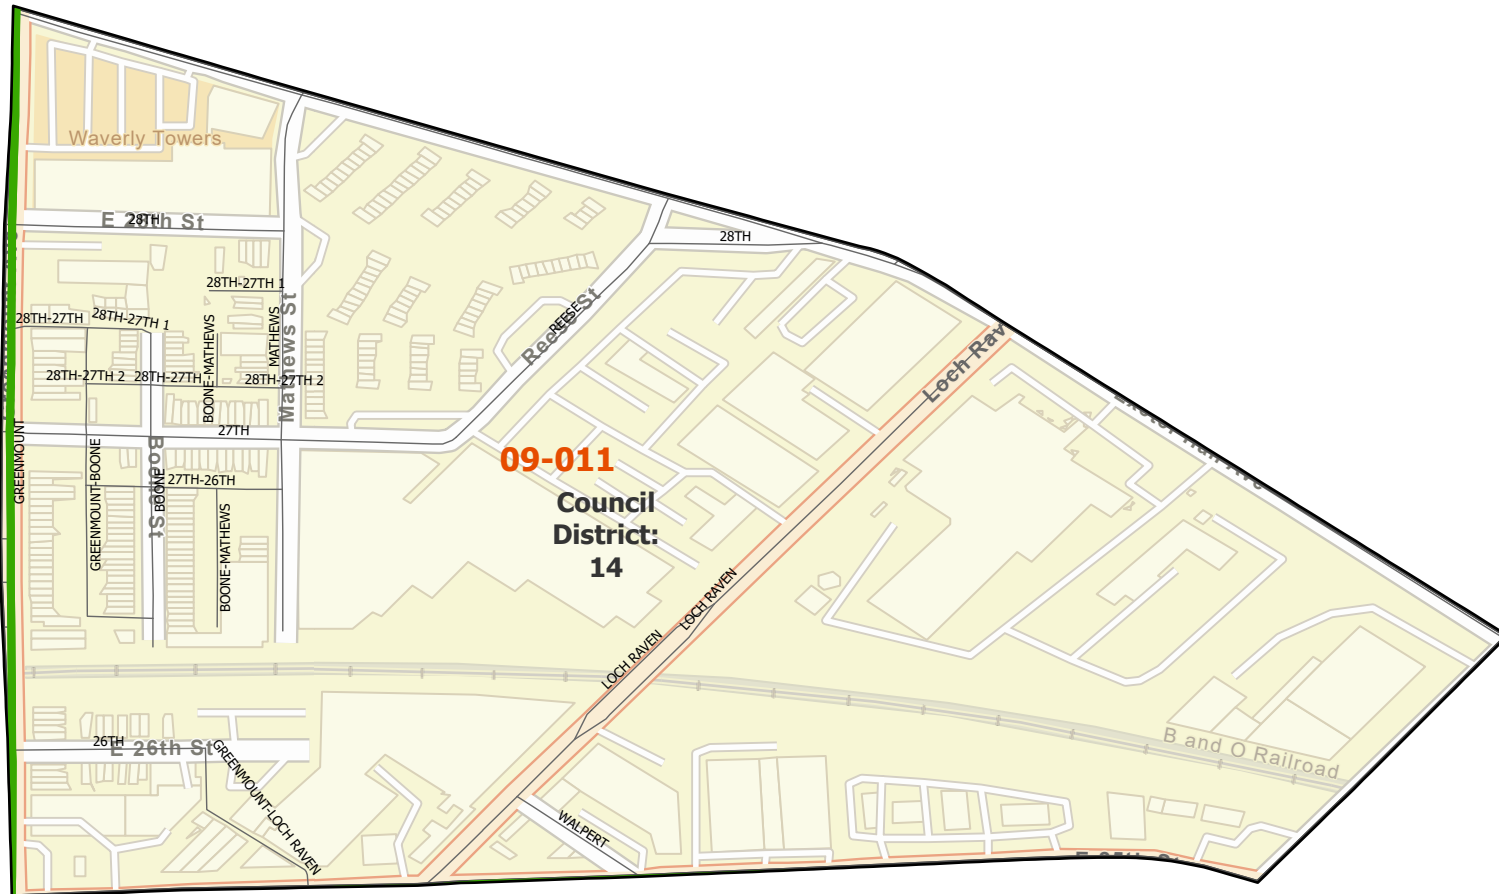 Waverly Towers
E 28th St
28TH
28TH
28TH-27TH 1
28TH-27TH
28TH-27TH 1
MATHEWS
Mathews St
BOONE-MATHEWS
REESE
Reese St
28TH-27TH 2
28TH-27TH
28TH-27TH 2
Loch Rav
27TH
GREENMOUNT
GREENMOUNT-BOONE
Boone St
BOONE
27TH-26TH
BOONE-MATHEWS
09-011
Council
District:
14
LOCH RAVEN
LOCH RAVEN
26TH
E 26th St
GREENMOUNT-LOCH RAVEN
WALPERT
B and O Railroad